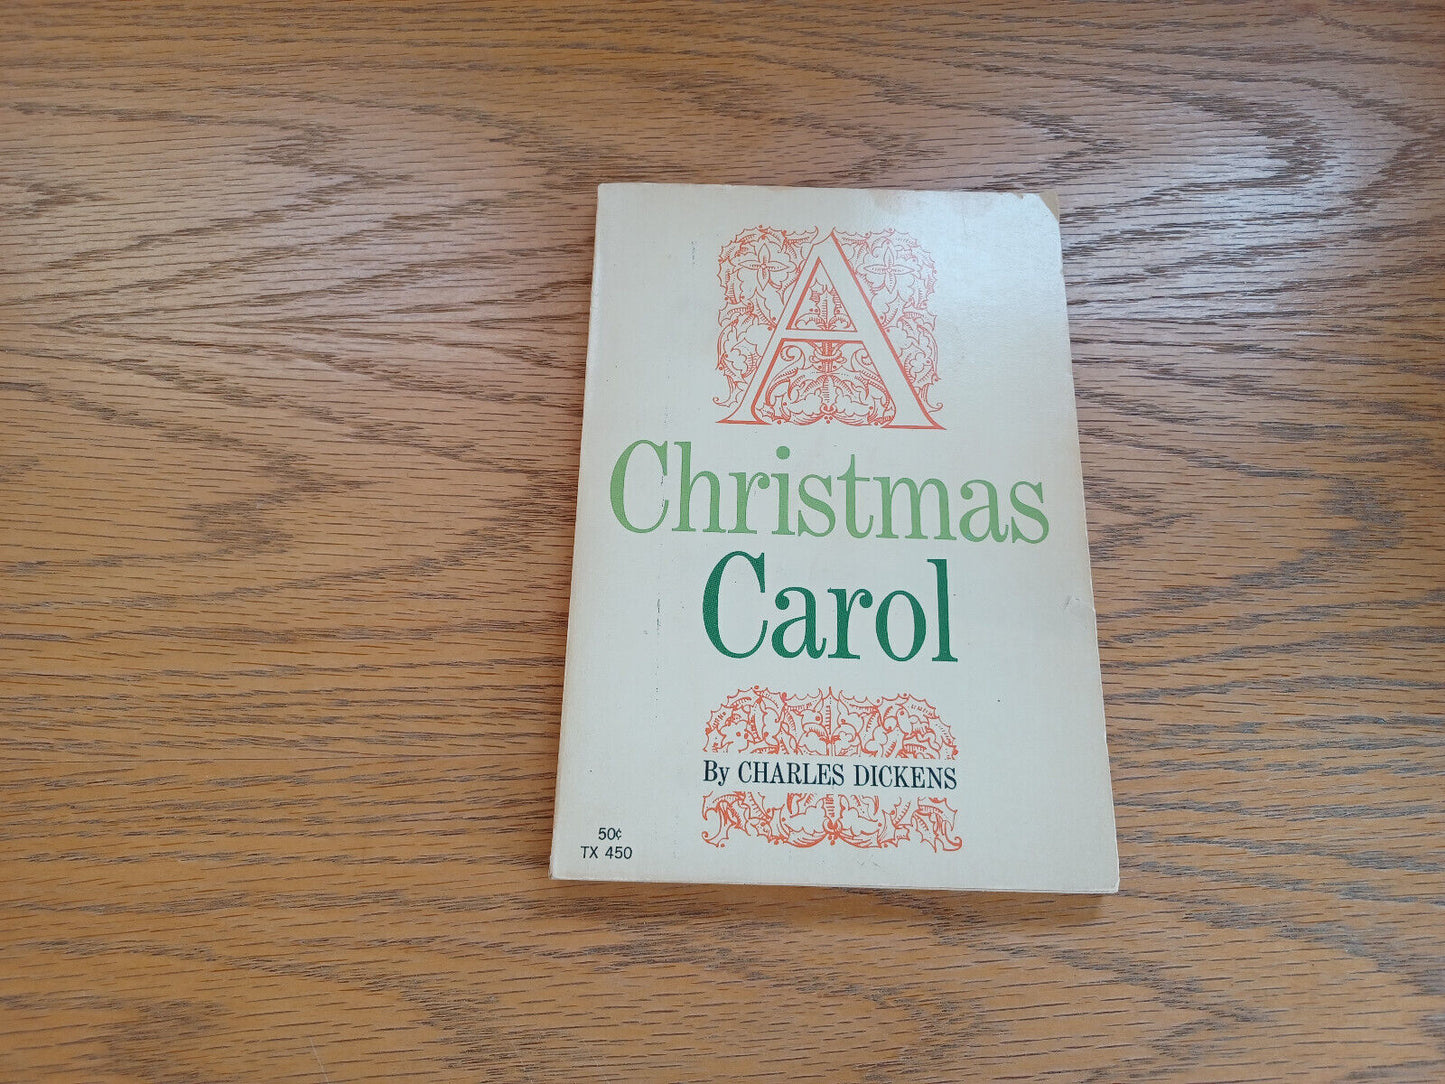 A
Christmas
Carol
By CHARLES DICKENS
50¢
TX 450